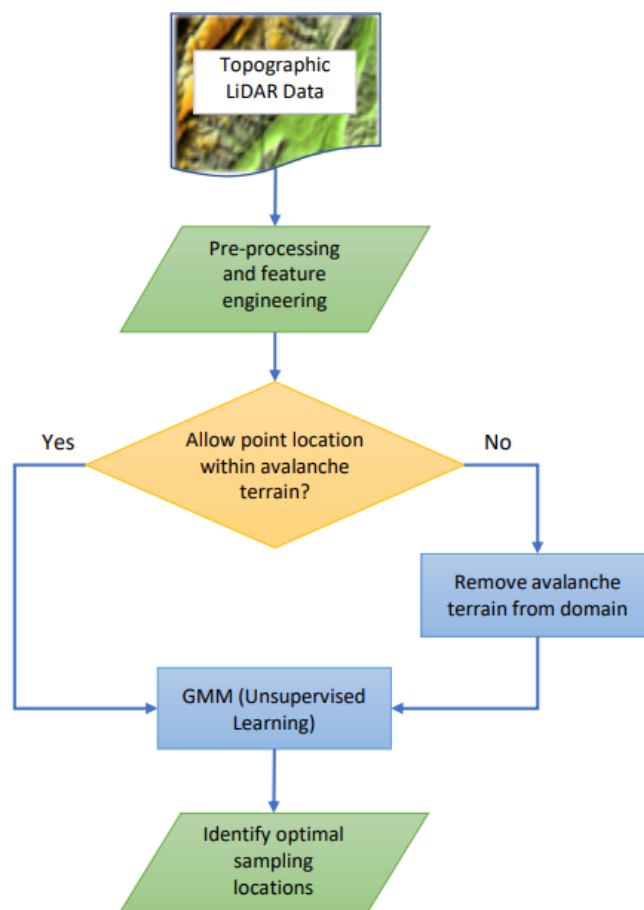 Topographic
LiDAR Data
Pre-processing
and feature
engineering
Yes
Allow point location
within avalanche
terrain?
No
Remove avalanche
terrain from domain
GMM (Unsupervised
Learning)
Identify optimal
sampling
locations